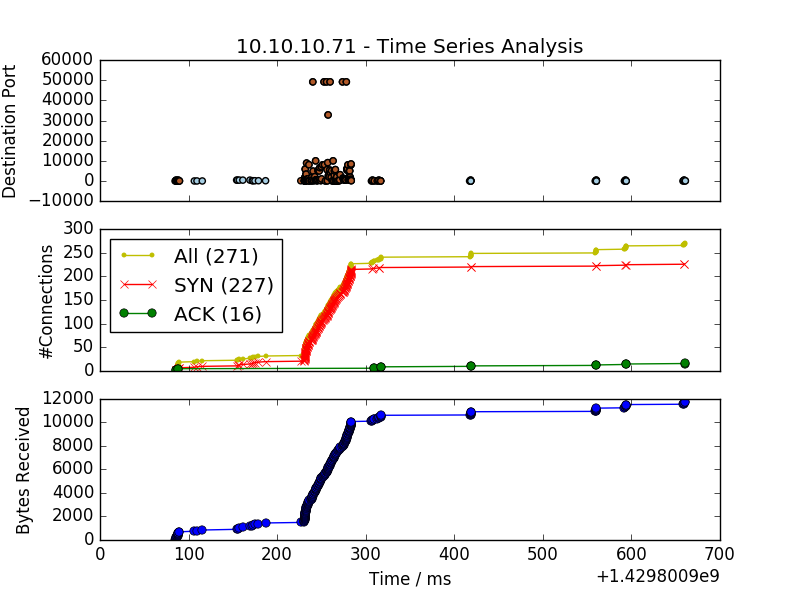 10.10.10.71 - Time Series Analysis
60000
50000
40000
30000
20000
10000
0
−10000
Destination Port
300
250
200
150
100
50
0
#Connections
All (271)
SYN (227)
ACK (16)
12000
10000
8000
6000
4000
2000
0
Bytes Received
0 100 200 300 400 500 600 700
Time / ms
+1.4298009e9